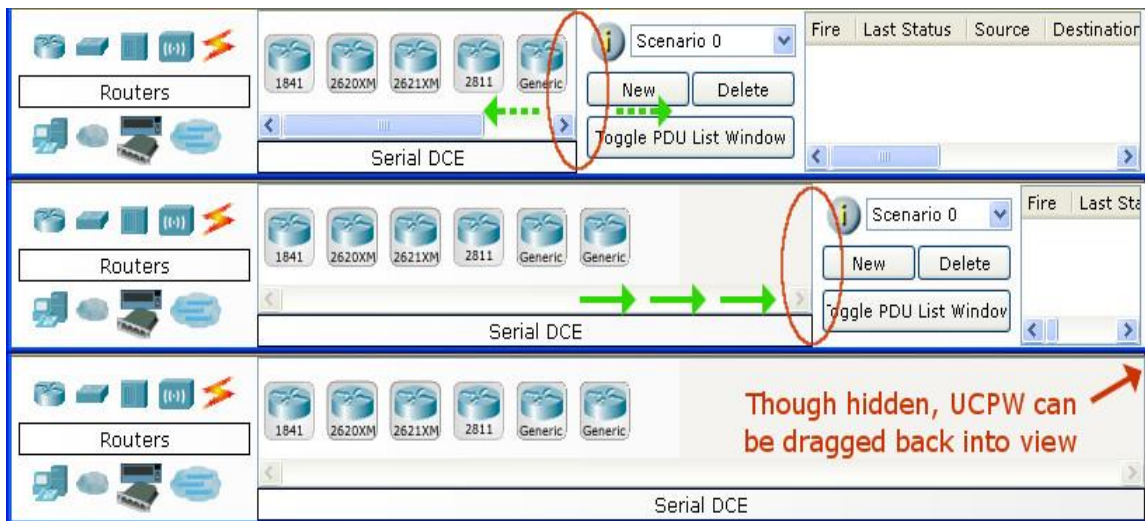 Scenario 0
Fire Last Status Source Destination
1841 2620XM 2621XM 2811 Generic
Routers
New Delete
Toggle PDU List Window
Serial DCE
Scenario 0
Fire Last Sta
1841 2620XM 2621XM 2811 Generic Generic
Routers
New Delete
Toggle PDU List Window
Serial DCE
1841 2620XM 2621XM 2811 Generic Generic
Though hidden, UCPW can
be dragged back into view
Routers
Serial DCE